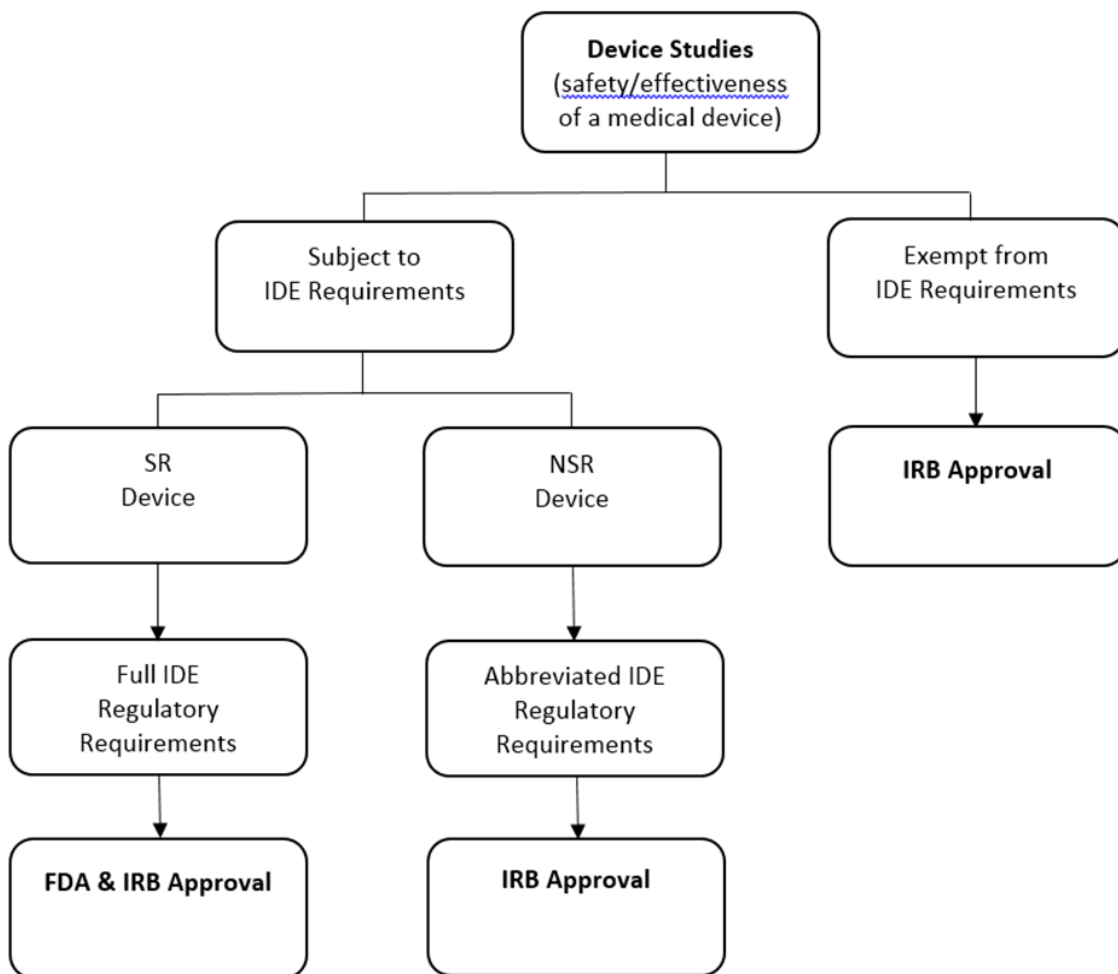 Device Studies
(safety/effectiveness
of a medical device)
Subject to
IDE Requirements
Exempt from
IDE Requirements
SR
Device
NSR
Device
IRB Approval
Full IDE
Regulatory
Requirements
Abbreviated IDE
Regulatory
Requirements
FDA & IRB Approval
IRB Approval